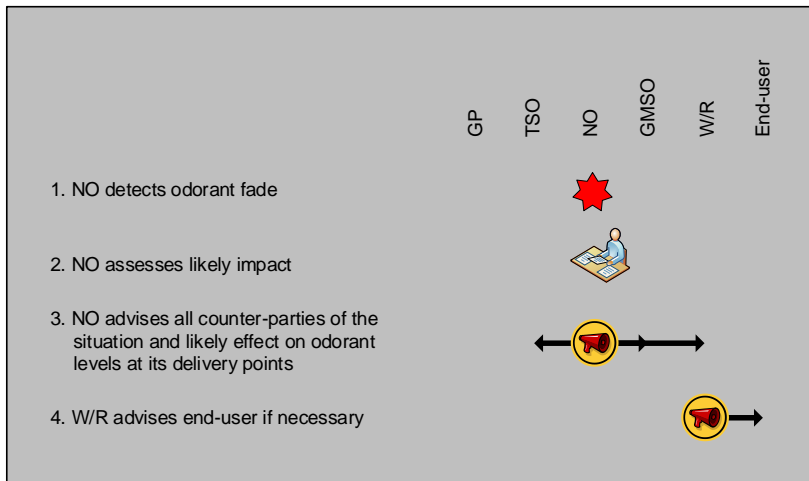 GP
TSO
NO
GMSO
W/R
End-user
1. NO detects odorant fade
2. NO assesses likely impact
3. NO advises all counter-parties of the
situation and likely effect on odorant
levels at its delivery points
4. W/R advises end-user if necessary